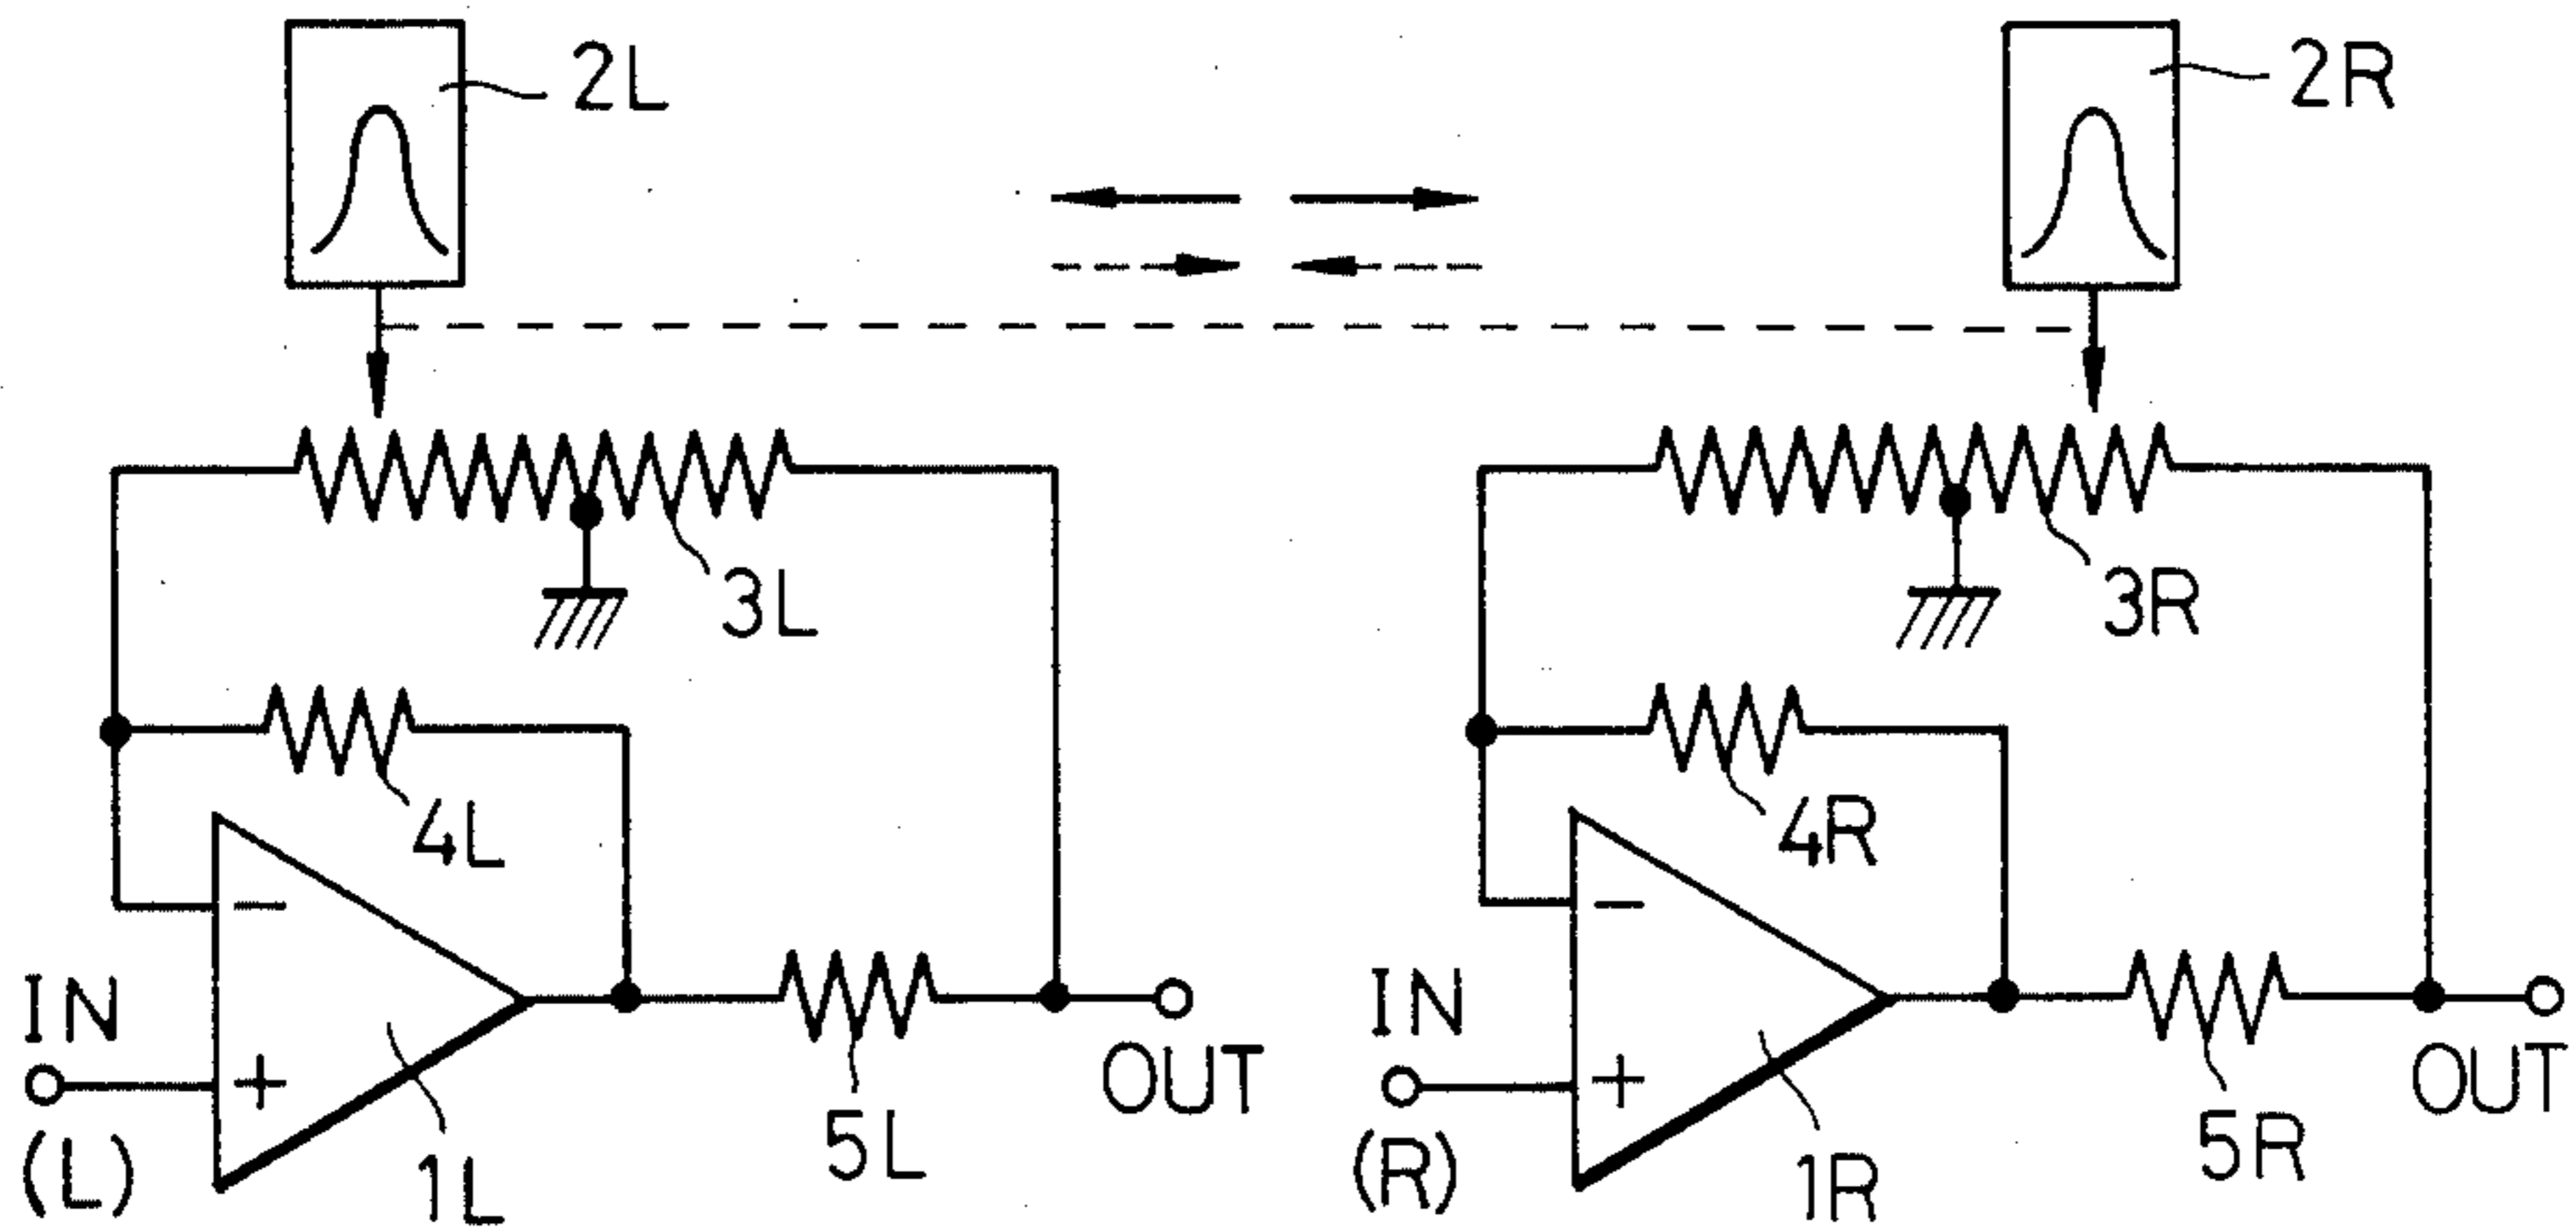 2L
2R
3L
3R
4L
4R
−
−
IN
IN
+
+
OUT
OUT
(L)
1L
5L
(R)
1R
5R